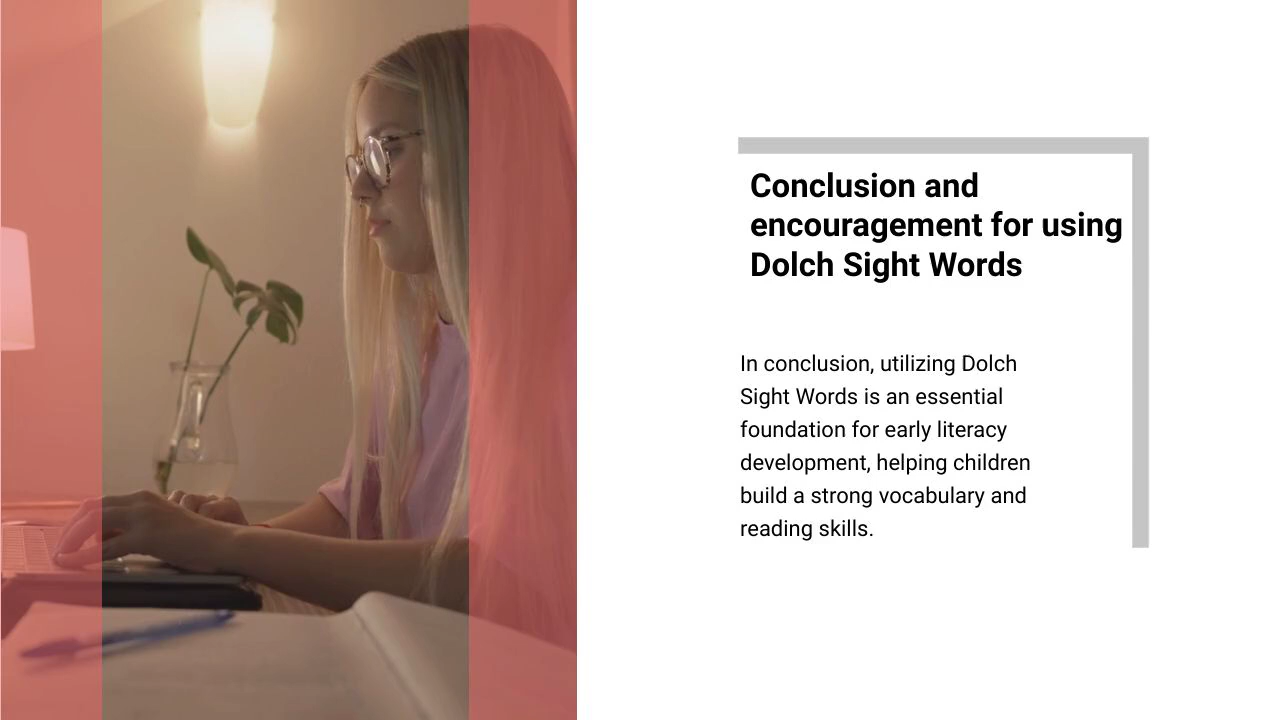 Conclusion and
encouragement for using
Dolch Sight Words
In conclusion, utilizing Dolch
Sight Words is an essential
foundation for early literacy
development, helping children
build a strong vocabulary and
reading skills.